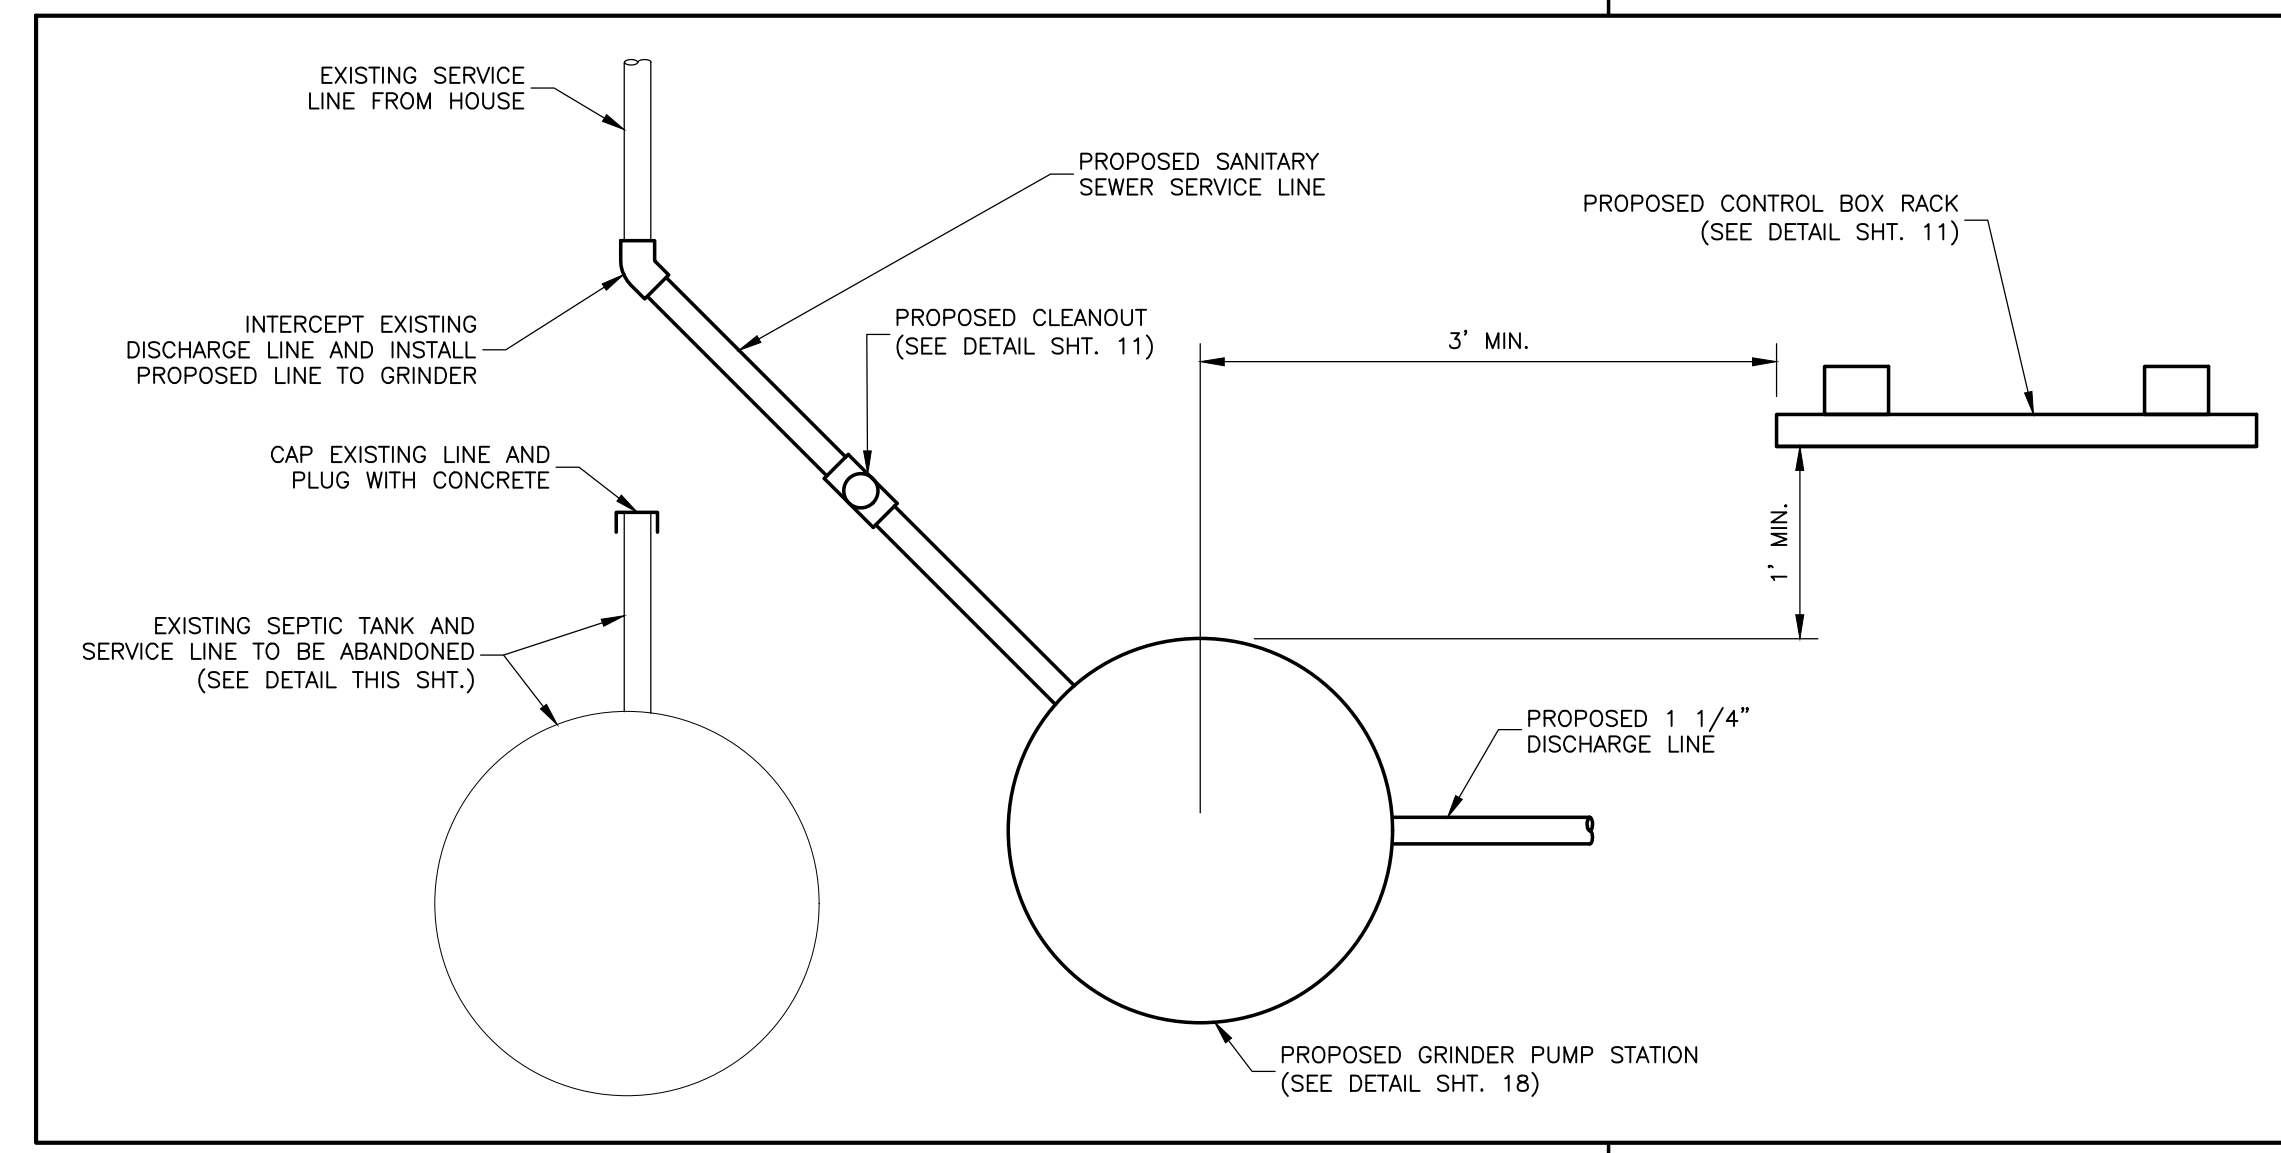 EXISTING SERVICE
LINE FROM HOUSE
PROPOSED SANITARY
SEWER SERVICE LINE
PROPOSED CONTROL BOX RACK
(SEE DETAIL SHT. 11)
INTERCEPT EXISTING
DISCHARGE LINE AND INSTALL
PROPOSED LINE TO GRINDER
PROPOSED CLEANOUT
(SEE DETAIL SHT. 11)
3' MIN.
CAP EXISTING LINE AND
PLUG WITH CONCRETE
1' MIN.
EXISTING SEPTIC TANK AND
SERVICE LINE TO BE ABANDONED
(SEE DETAIL THIS SHT.)
PROPOSED 1 1/4"
DISCHARGE LINE
PROPOSED GRINDER PUMP STATION
(SEE DETAIL SHT. 18)